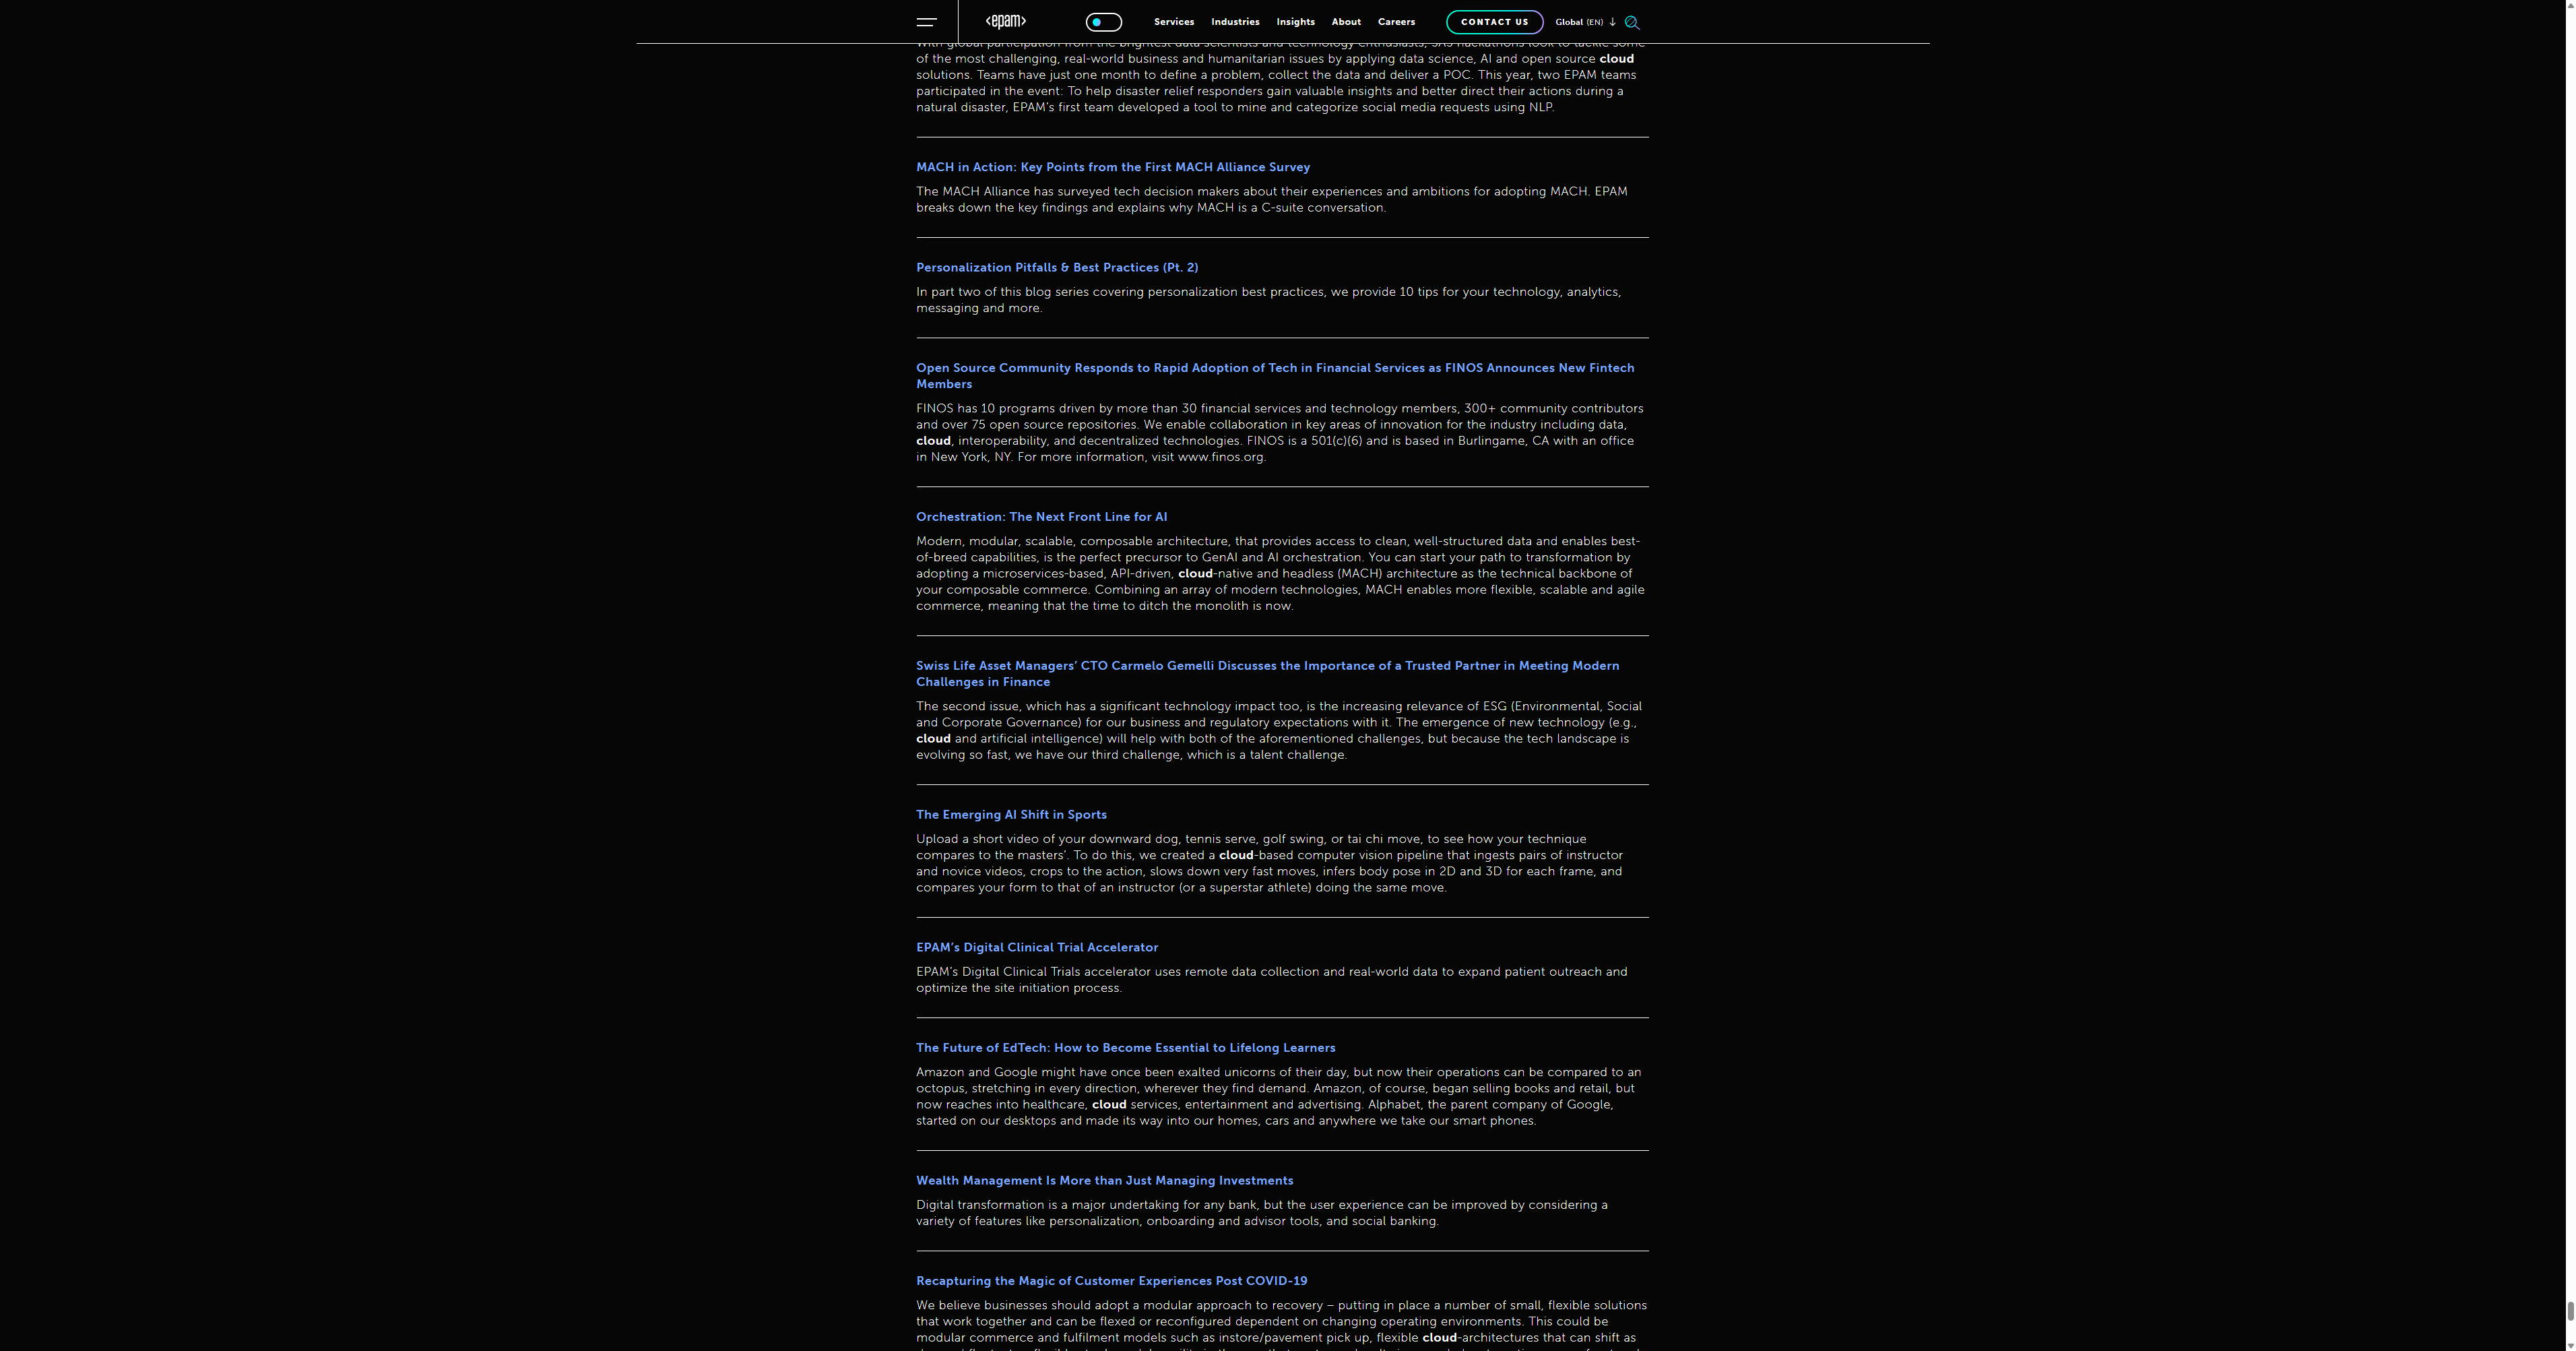 <epam>
Services
Industries
Insights
About
Careers
CONTACT US
Global (EN)
of the most challenging, real-world business and humanitarian issues by applying data science, AI and open source cloud
solutions. Teams have just one month to define a problem, collect the data and deliver a POC. This year, two EPAM teams
participated in the event: To help disaster relief responders gain valuable insights and better direct their actions during a
natural disaster, EPAM's first team developed a tool to mine and categorize social media requests using NLP.
MACH in Action: Key Points from the First MACH Alliance Survey
The MACH Alliance has surveyed tech decision makers about their experiences and ambitions for adopting MACH. EPAM
breaks down the key findings and explains why MACH is a C-suite conversation.
Personalization Pitfalls & Best Practices (Pt. 2)
In part two of this blog series covering personalization best practices, we provide 10 tips for your technology, analytics,
messaging and more.
Open Source Community Responds to Rapid Adoption of Tech in Financial Services as FINOS Announces New Fintech
Members
FINOS has 10 programs driven by more than 30 financial services and technology members, 300+ community contributors
and over 75 open source repositories. We enable collaboration in key areas of innovation for the industry including data,
cloud, interoperability, and decentralized technologies. FINOS is a 501(c)(6) and is based in Burlingame, CA with an office
in New York, NY. For more information, visit www.finos.org.
Orchestration: The Next Front Line for AI
Modern, modular, scalable, composable architecture, that provides access to clean, well-structured data and enables best-
of-breed capabilities, is the perfect precursor to GenAI and AI orchestration. You can start your path to transformation by
adopting a microservices-based, API-driven, cloud-native and headless (MACH) architecture as the technical backbone of
your composable commerce. Combining an array of modern technologies, MACH enables more flexible, scalable and agile
commerce, meaning that the time to ditch the monolith is now.
Swiss Life Asset Managers' CTO Carmelo Gemelli Discusses the Importance of a Trusted Partner in Meeting Modern
Challenges in Finance
The second issue, which has a significant technology impact too, is the increasing relevance of ESG (Environmental, Social
and Corporate Governance) for our business and regulatory expectations with it. The emergence of new technology (e.g.,
cloud and artificial intelligence) will help with both of the aforementioned challenges, but because the tech landscape is
evolving so fast, we have our third challenge, which is a talent challenge.
The Emerging AI Shift in Sports
Upload a short video of your downward dog, tennis serve, golf swing, or tai chi move, to see how your technique
compares to the masters'. To do this, we created a cloud-based computer vision pipeline that ingests pairs of instructor
and novice videos, crops to the action, slows down very fast moves, infers body pose in 2D and 3D for each frame, and
compares your form to that of an instructor (or a superstar athlete) doing the same move.
EPAM's Digital Clinical Trial Accelerator
EPAM's Digital Clinical Trials accelerator uses remote data collection and real-world data to expand patient outreach and
optimize the site initiation process.
The Future of EdTech: How to Become Essential to Lifelong Learners
Amazon and Google might have once been exalted unicorns of their day, but now their operations can be compared to an
octopus, stretching in every direction, wherever they find demand. Amazon, of course, began selling books and retail, but
now reaches into healthcare, cloud services, entertainment and advertising. Alphabet, the parent company of Google,
started on our desktops and made its way into our homes, cars and anywhere we take our smart phones.
Wealth Management Is More than Just Managing Investments
Digital transformation is a major undertaking for any bank, but the user experience can be improved by considering a
variety of features like personalization, onboarding and advisor tools, and social banking.
Recapturing the Magic of Customer Experiences Post COVID-19
We believe businesses should adopt a modular approach to recovery – putting in place a number of small, flexible solutions
that work together and can be flexed or reconfigured dependent on changing operating environments. This could be
modular commerce and fulfilment models such as instore/pavement pick up, flexible cloud-architectures that can shift as